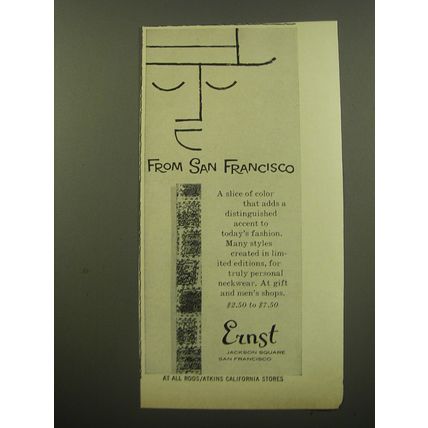 FROM SAN FRANCISCO
A slice of color
that adds a
distinguished
accent to
today's fashion.
Many styles
created in lim-
ited editions, for
truly personal
neckwear. At gift
and men's shops.
$2.50 to $7.50
Ernst
JACKSON SQUARE
SAN FRANCISCO
AT ALL ROOS/ATKINS CALIFORNIA STORES